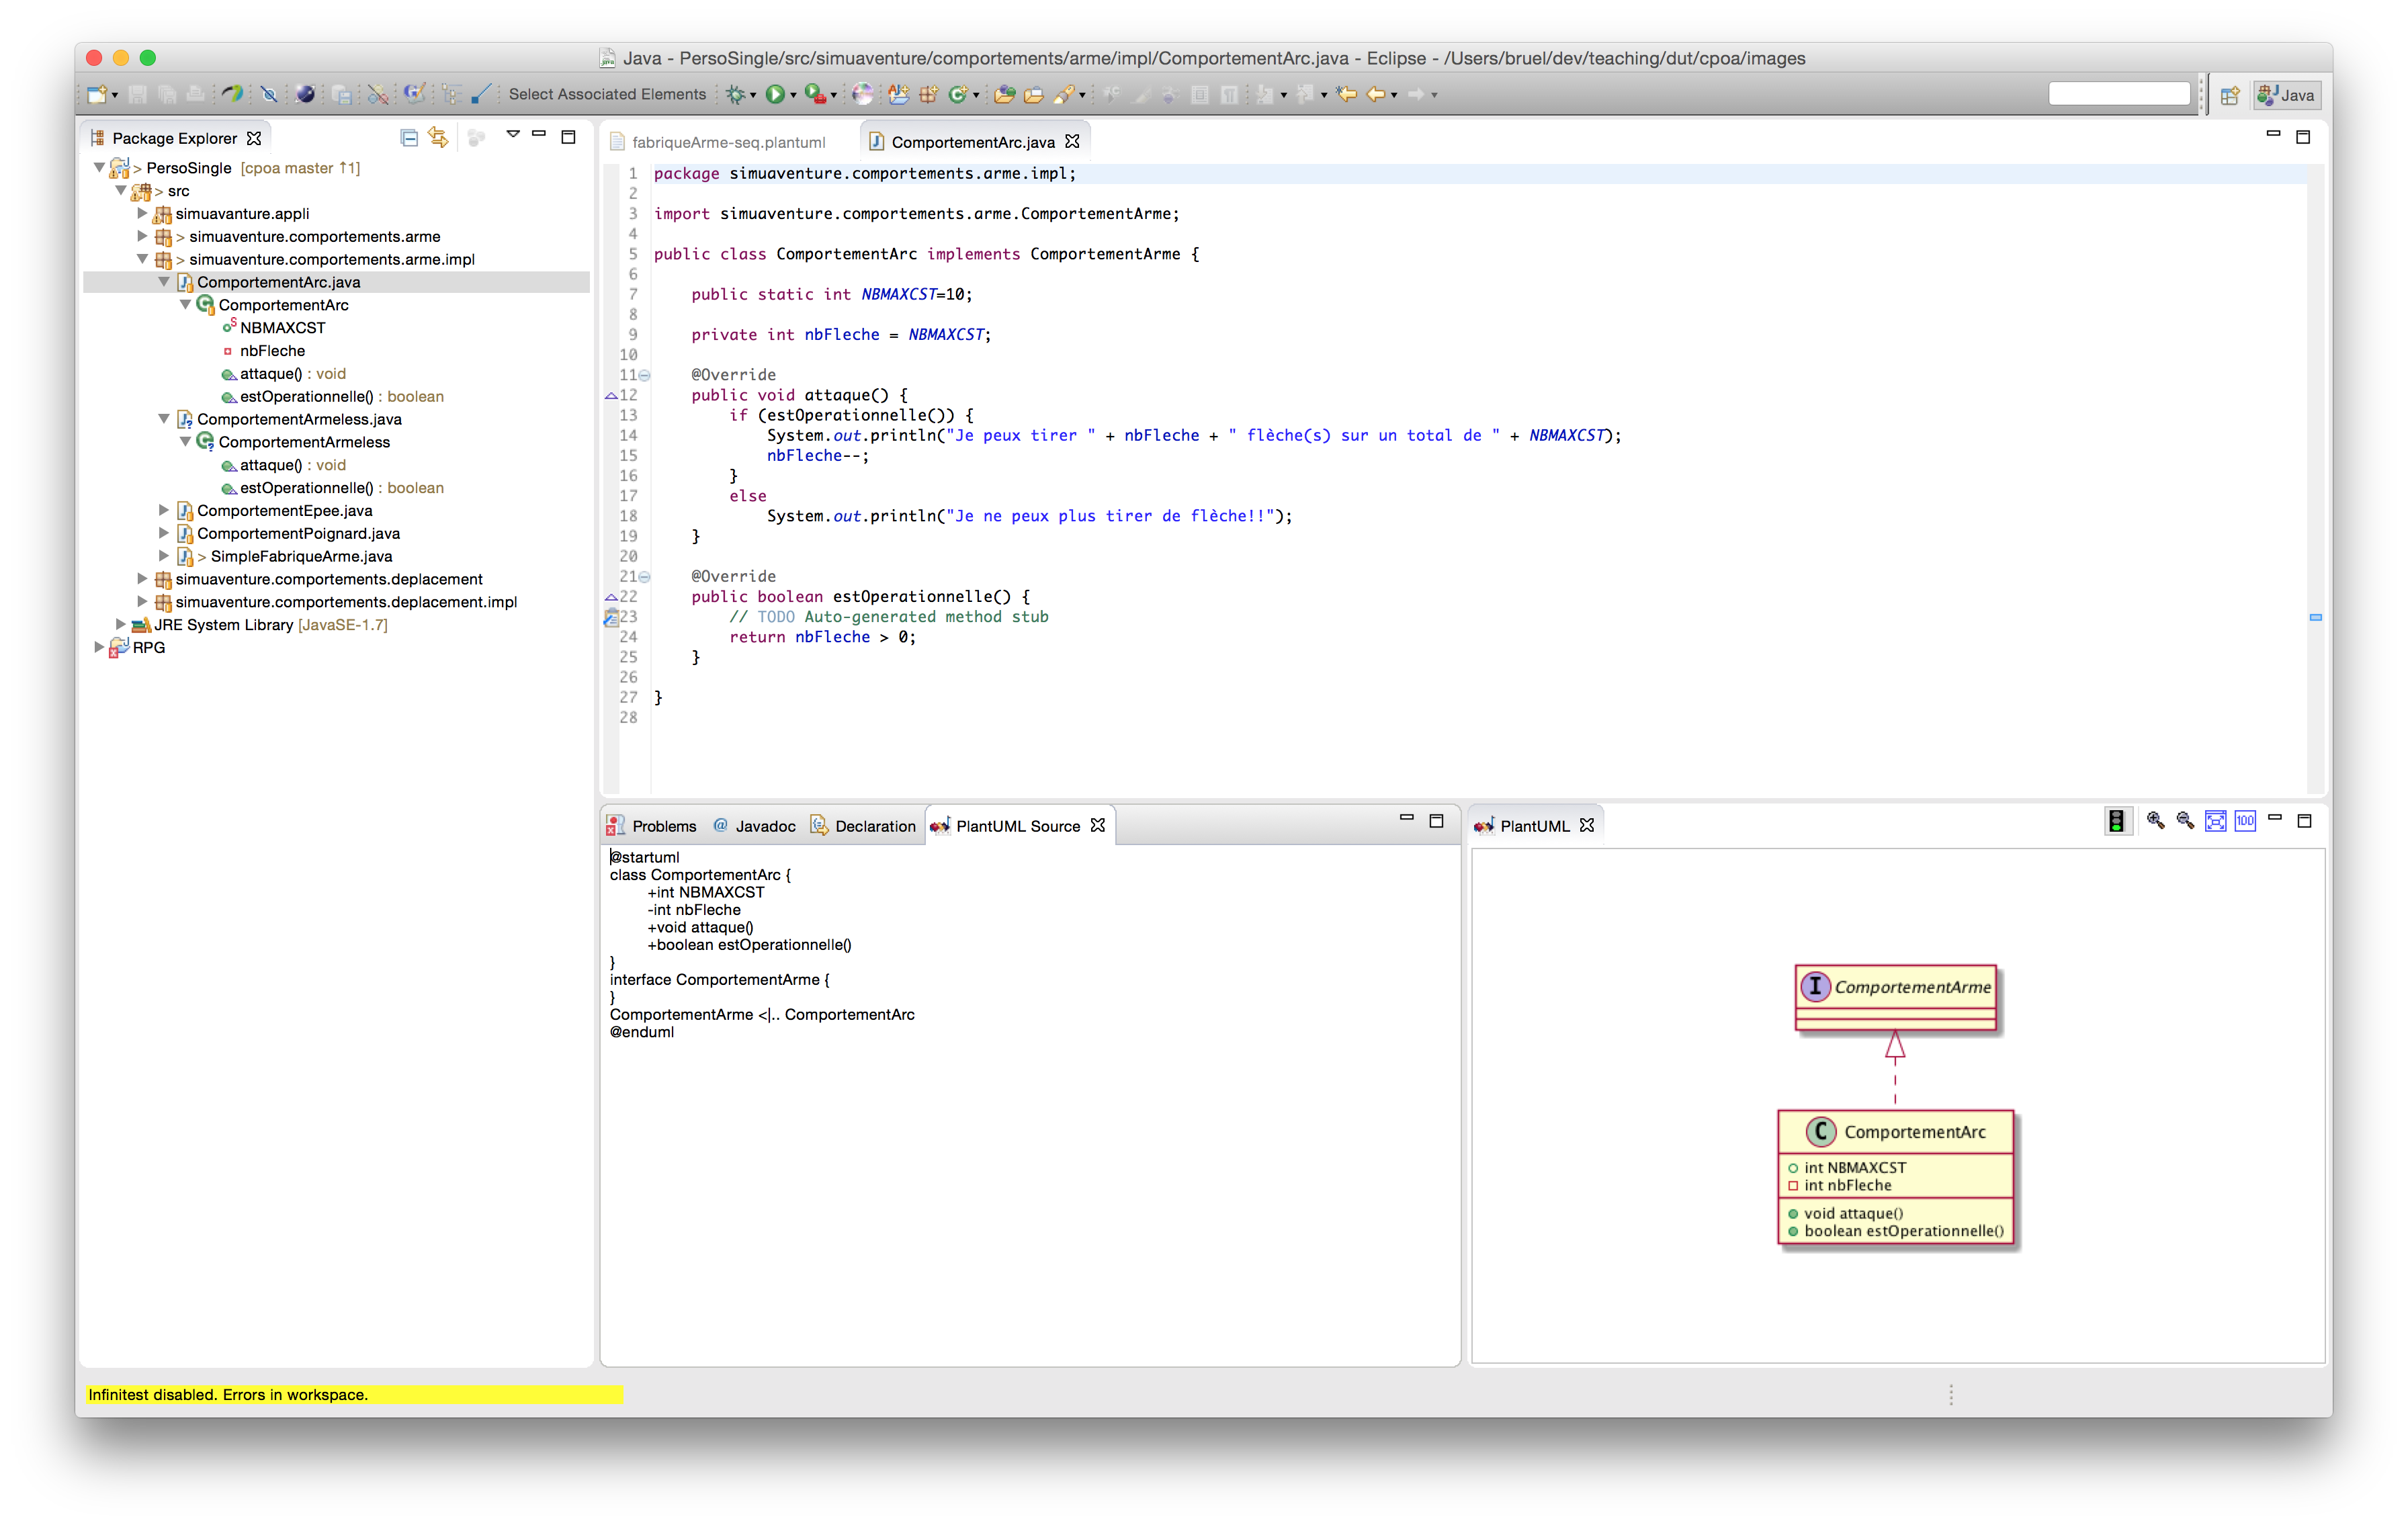 Java - PersoSingle/src/simuaventure/comportements/arme/impl/ComportementArc.java - Eclipse - /Users/bruel/dev/teaching/dut/cpoa/images
Select Associated Elements
Java
Package Explorer
> PersoSingle [cpoa master ↑1]
> src
simuavanture.appli
> simuaventure.comportements.arme
> simuaventure.comportements.arme.impl
ComportementArc.java
ComportementArc
S NBMAXCST
nbFleche
attaque() : void
estOperationnelle() : boolean
ComportementArmeless.java
ComportementArmeless
attaque() : void
estOperationnelle() : boolean
ComportementEpee.java
ComportementPoignard.java
> SimpleFabriqueArme.java
simuaventure.comportements.deplacement
simuaventure.comportements.deplacement.impl
JRE System Library [JavaSE-1.7]
RPG
fabriqueArme-seq.plantuml
ComportementArc.java
1 package simuaventure.comportements.arme.impl;
2
3 import simuaventure.comportements.arme.ComportementArme;
4
5 public class ComportementArc implements ComportementArme {
6
7 public static int NBMAXCST=10;
8
9 private int nbFleche = NBMAXCST;
10
11 @Override
12 public void attaque() {
13 if (estOperationnelle()) {
14 System.out.println("Je peux tirer " + nbFleche + " flèche(s) sur un total de " + NBMAXCST);
15 nbFleche--;
16 }
17 else
18 System.out.println("Je ne peux plus tirer de flèche!!");
19 }
20
21 @Override
22 public boolean estOperationnelle() {
23 // TODO Auto-generated method stub
24 return nbFleche > 0;
25 }
26
27 }
28
Problems @ Javadoc Declaration PlantUML Source
@startuml
class ComportementArc {
+int NBMAXCST
-int nbFleche
+void attaque()
+boolean estOperationnelle()
}
interface ComportementArme {
}
ComportementArme <|.. ComportementArc
@enduml
PlantUML
100
I ComportementArme
C ComportementArc
int NBMAXCST
int nbFleche
void attaque()
boolean estOperationnelle()
Infinitest disabled. Errors in workspace.